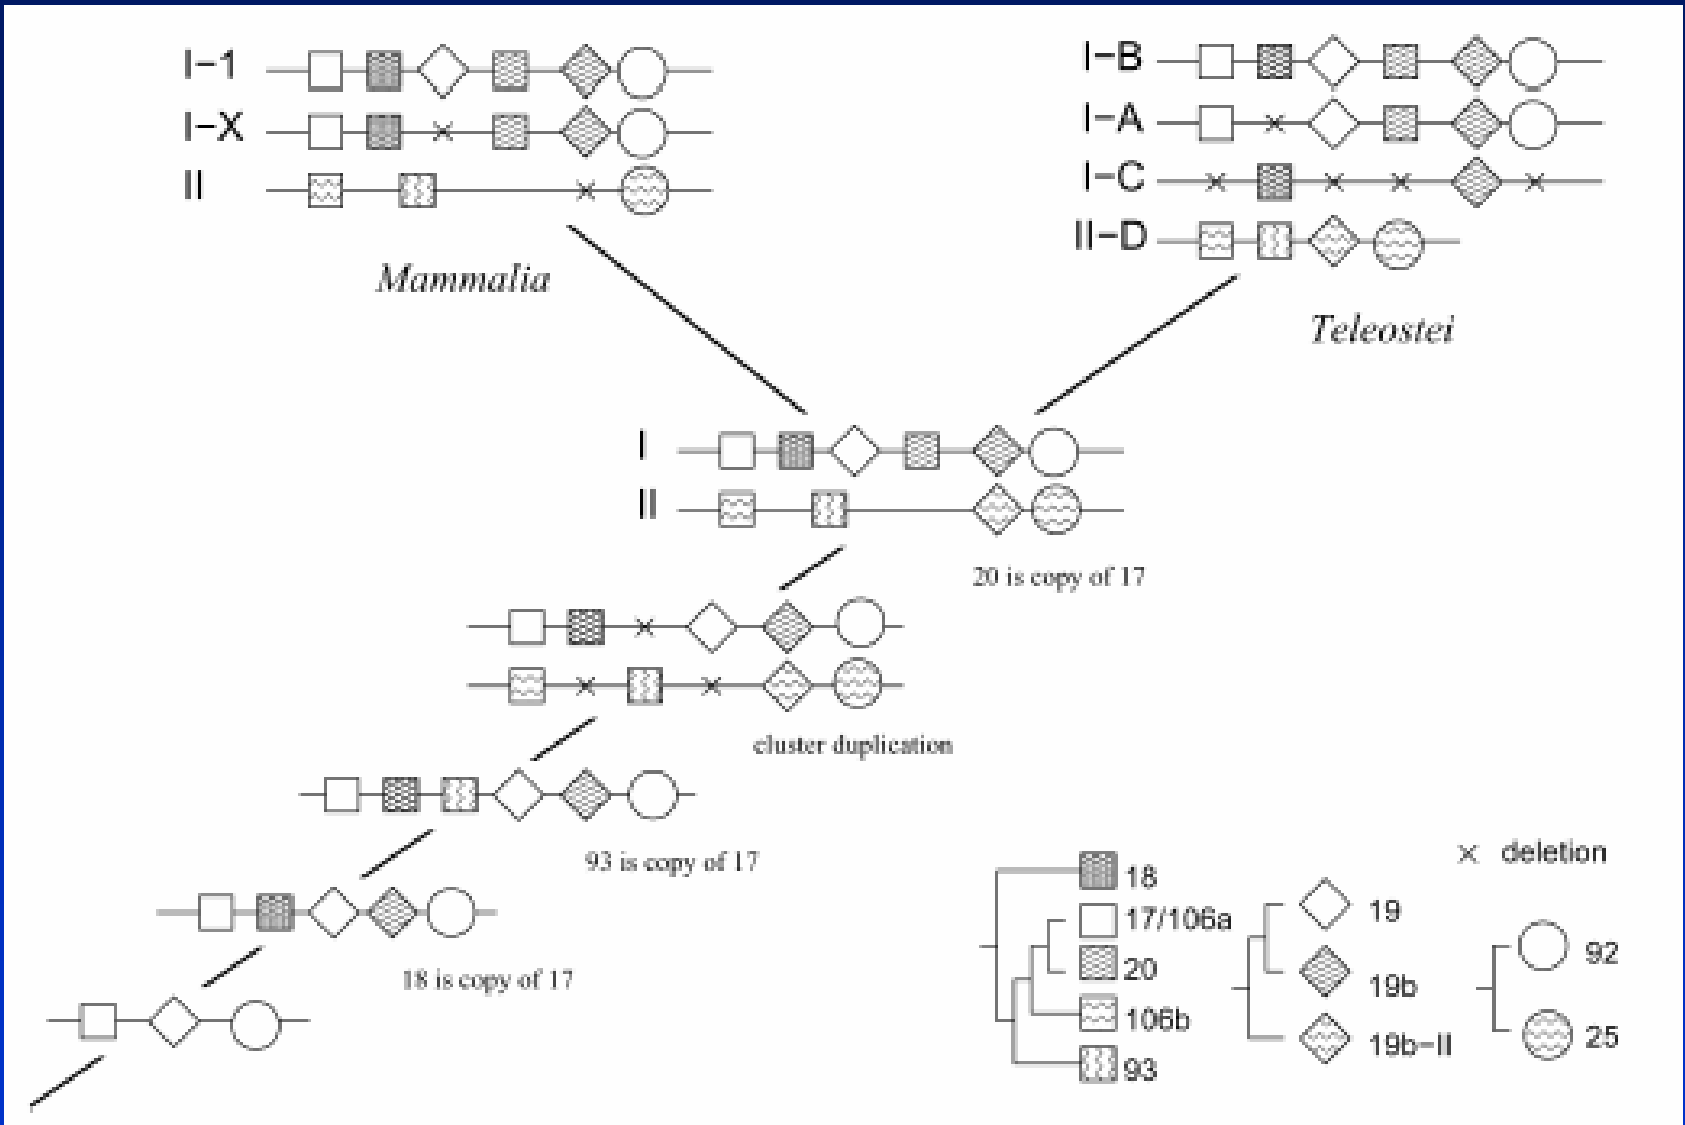 I-1
I-X
II
Mammalia
I-B
I-A
I-C
II-D
Teleostei
I
II
20 is copy of 17
cluster duplication
93 is copy of 17
18 is copy of 17
18
17/106a
20
106b
93
× deletion
19
19b
19b-II
92
25